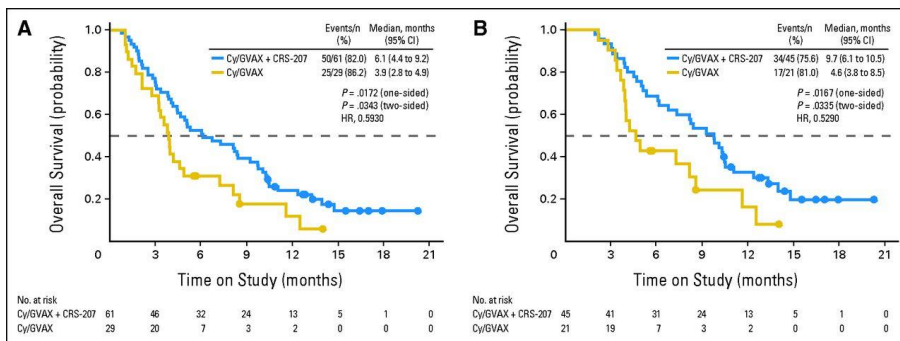 A
Events/n Median, months
(%) (95% CI)
Cy/GVAX + CRS-207 50/61 (82.0) 6.1 (4.4 to 9.2)
Cy/GVAX 25/29 (86.2) 3.9 (2.8 to 4.9)
P = .0172 (one-sided)
P = .0343 (two-sided)
HR, 0.5930
Overall Survival (probability)
1.0
0.8
0.6
0.4
0.2
0 3 6 9 12 15 18 21
Time on Study (months)
No. at risk
Cy/GVAX + CRS-207 61 46 32 24 13 5 1 0
Cy/GVAX 29 20 7 3 2 0 0 0
B
Events/n Median, months
(%) (95% CI)
Cy/GVAX + CRS-207 34/45 (75.6) 9.7 (6.1 to 10.5)
Cy/GVAX 17/21 (81.0) 4.6 (3.8 to 8.5)
P = .0167 (one-sided)
P = .0335 (two-sided)
HR, 0.5290
Overall Survival (probability)
1.0
0.8
0.6
0.4
0.2
0 3 6 9 12 15 18 21
Time on Study (months)
No. at risk
Cy/GVAX + CRS-207 45 41 31 24 13 5 1 0
Cy/GVAX 21 19 7 3 2 0 0 0